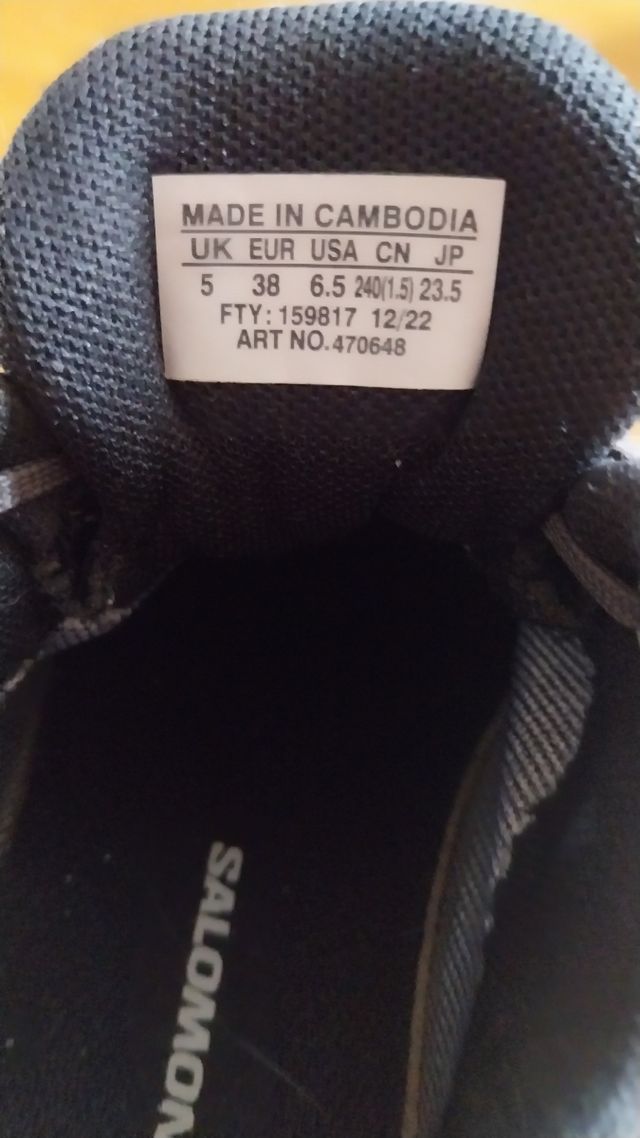 MADE IN CAMBODIA
UK EUR USA CN JP
5 38 6.5 240(1.5) 23.5
FTY: 159817 12/22
ART NO. 470648
SALOMON